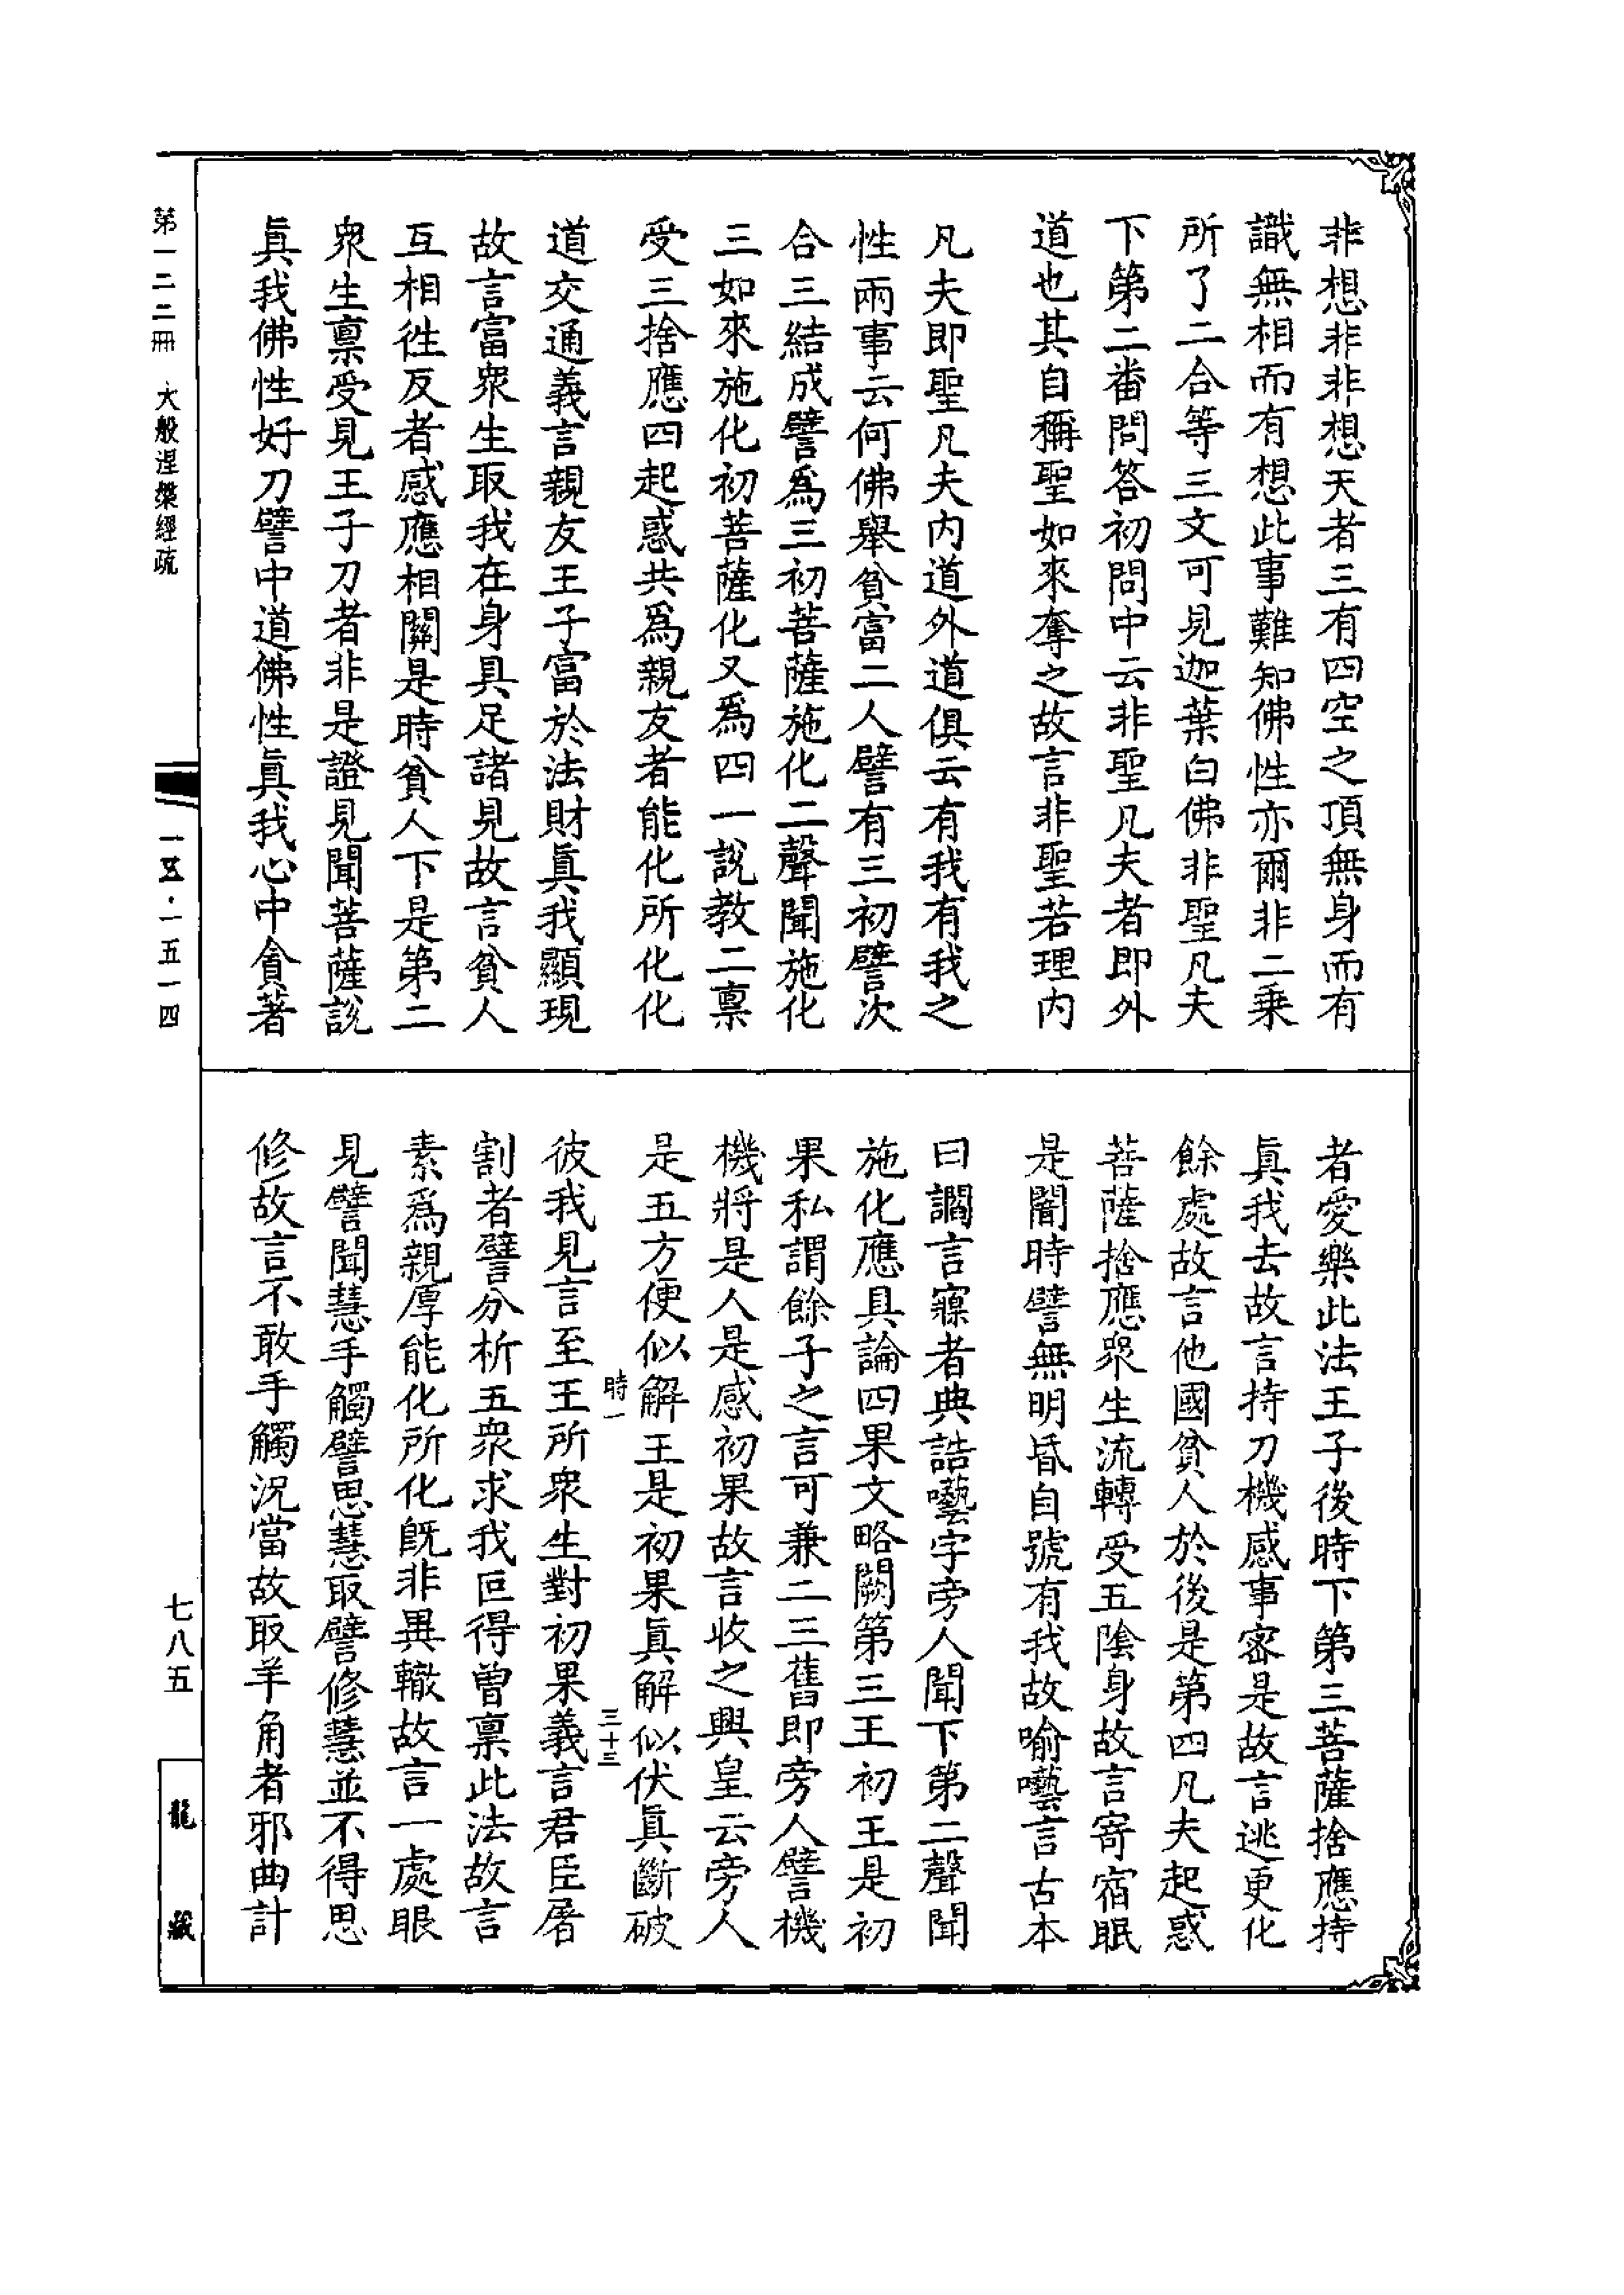 非想非非想天者三有四空之頂無身而有
識無相而有想此事難知佛性亦爾非二乗
所了二合等三文可見迦葉白佛非聖凡夫
下第二畨問答初問中云非聖凡夫者即外
道也其自稱聖如來奪之故言非聖若理内
凡夫即聖凡夫内道外道俱云有我有我之
性兩事云何佛舉貧富二人譬有三初譬次
合三結成譬爲三初菩薩施化二聲聞施化
三如來施化初菩薩化又爲四一説教二禀
受三捨應四起惑共爲親友者能化所化化
道交通義言親友王子富於法財眞我顯現
故言富衆生取我在身具足諸見故言貧人
互相徃反者感應相關是時貧人下是第二
衆生禀受見王子刀者非是證見聞菩薩説
眞我佛性好刀譬中道佛性眞我心中貪著
者愛樂此法王子後時下第三菩薩捨應持
眞我去故言持刀機感事宻是故言逃更化
餘處故言他國貧人於後是第四凡夫起惑
菩薩捨應衆生流轉受五陰身故言寄宿眠
是闇時譬無明昏自號有我故喻囈言古本
曰讇言寱者典誥囈字旁人聞下第二聲聞
施化應具論四果文略闕第三王初王是初
果私謂餘子之言可兼二三舊即旁人譬機
機將是人是感初果故言收之興皇云旁人
是五方便似解王是初果眞解似伏眞斷破
時一
三十三
彼我見言至王所衆生對初果義言君臣屠
割者譬分析五衆求我叵得曽禀此法故言
素爲親厚能化所化既非異轍故言一處眼
見譬聞慧手觸譬思慧取譬修慧並不得思
修故言不敢手觸況當故取羊角者邪曲計
第一二二冊
大般涅槃經疏
一五・一五一四
七八五
龍藏